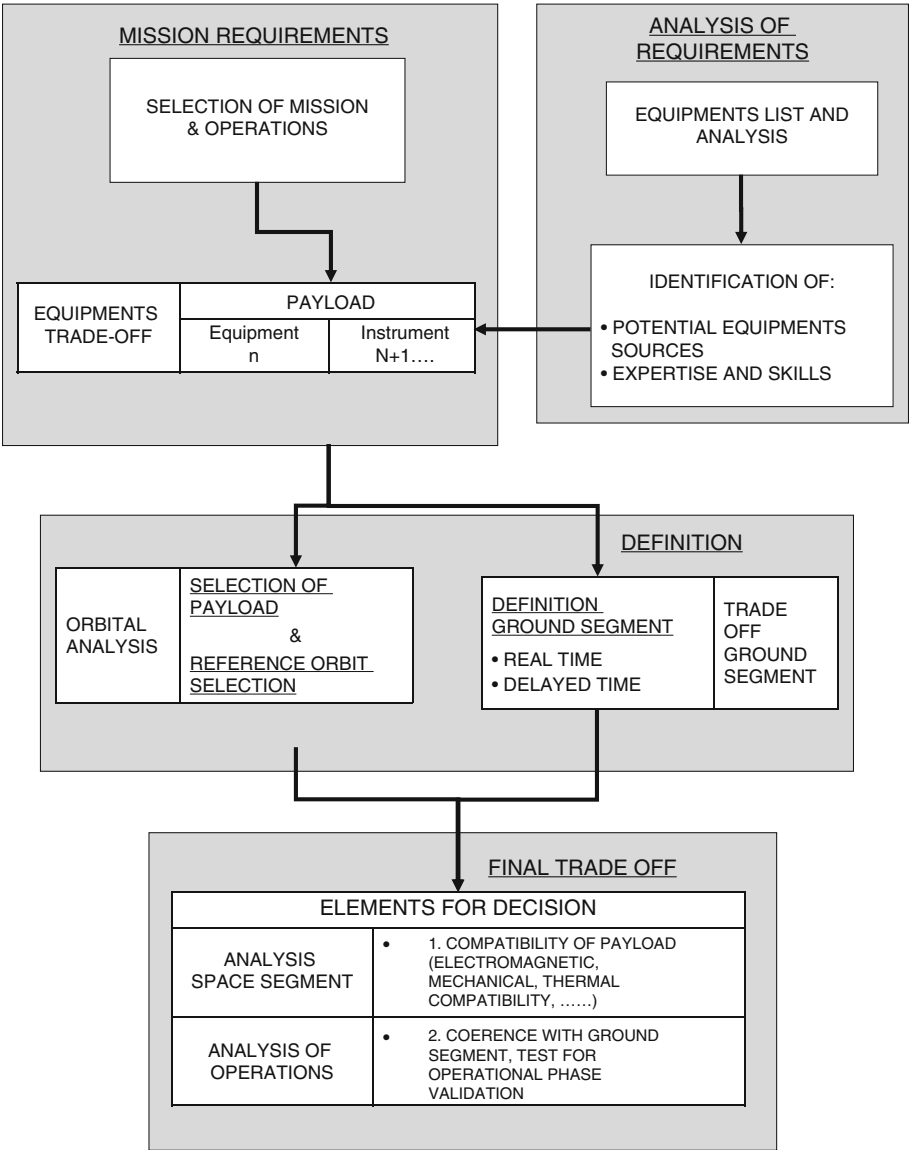 MISSION REQUIREMENTS
SELECTION OF MISSION
& OPERATIONS
EQUIPMENTS
TRADE-OFF
PAYLOAD
Equipment
n
Instrument
N+1....
ANALYSIS OF
REQUIREMENTS
EQUIPMENTS LIST AND
ANALYSIS
IDENTIFICATION OF:
• POTENTIAL EQUIPMENTS
SOURCES
• EXPERTISE AND SKILLS
DEFINITION
ORBITAL
ANALYSIS
SELECTION OF
PAYLOAD
&
REFERENCE ORBIT
SELECTION
DEFINITION
GROUND SEGMENT
• REAL TIME
• DELAYED TIME
TRADE
OFF
GROUND
SEGMENT
FINAL TRADE OFF
ELEMENTS FOR DECISION
ANALYSIS
SPACE SEGMENT
• 1. COMPATIBILITY OF PAYLOAD
(ELECTROMAGNETIC,
MECHANICAL, THERMAL
COMPATIBILITY, ......)
ANALYSIS OF
OPERATIONS
• 2. COERENCE WITH GROUND
SEGMENT, TEST FOR
OPERATIONAL PHASE
VALIDATION